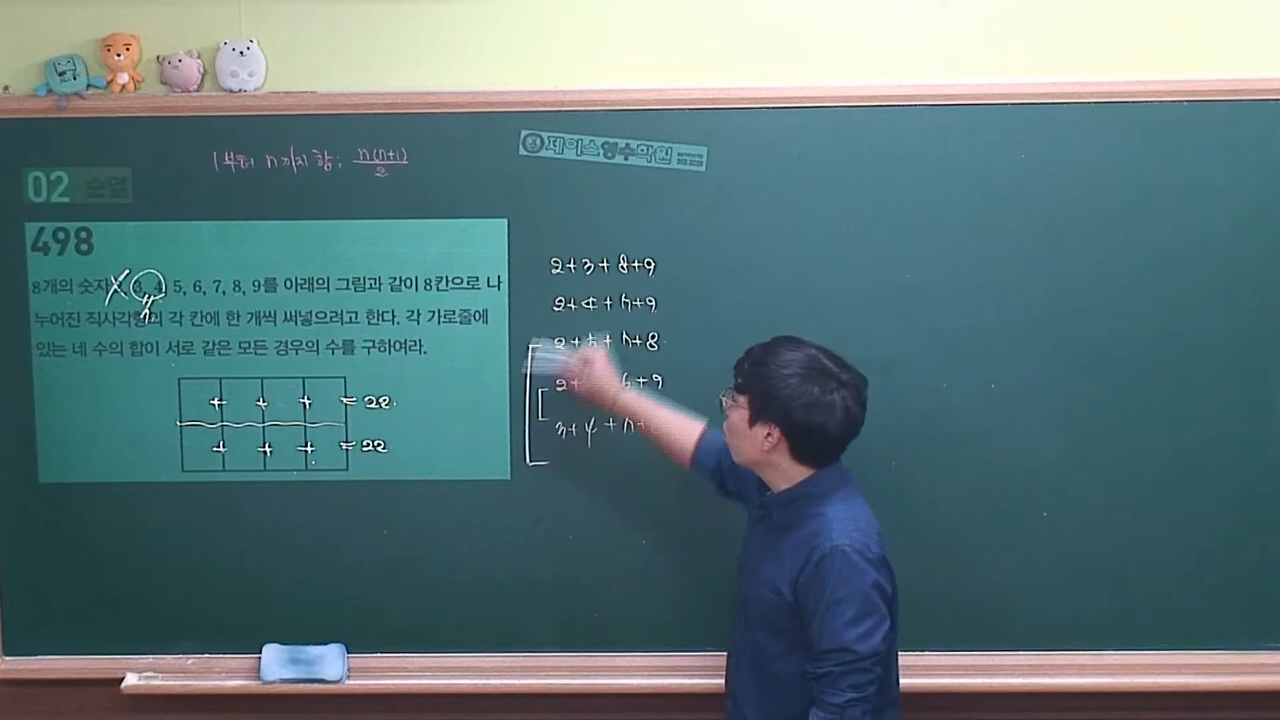 1부터 n까지 합; n(n+1)/2
제이스영수학원
02 순열
498
8개의 숫자 3, 4, 5, 6, 7, 8, 9를 아래의 그림과 같이 8칸으로 나
누어진 직사각형의 각 칸에 한 개씩 써넣으려고 한다. 각 가로줄에
있는 네 수의 합이 서로 같은 모든 경우의 수를 구하여라.
+ + + = 22.
+ + + = 22
2+3+8+9
2+4+7+9
2+5+7+8
2+ 6+9
3+4+7+